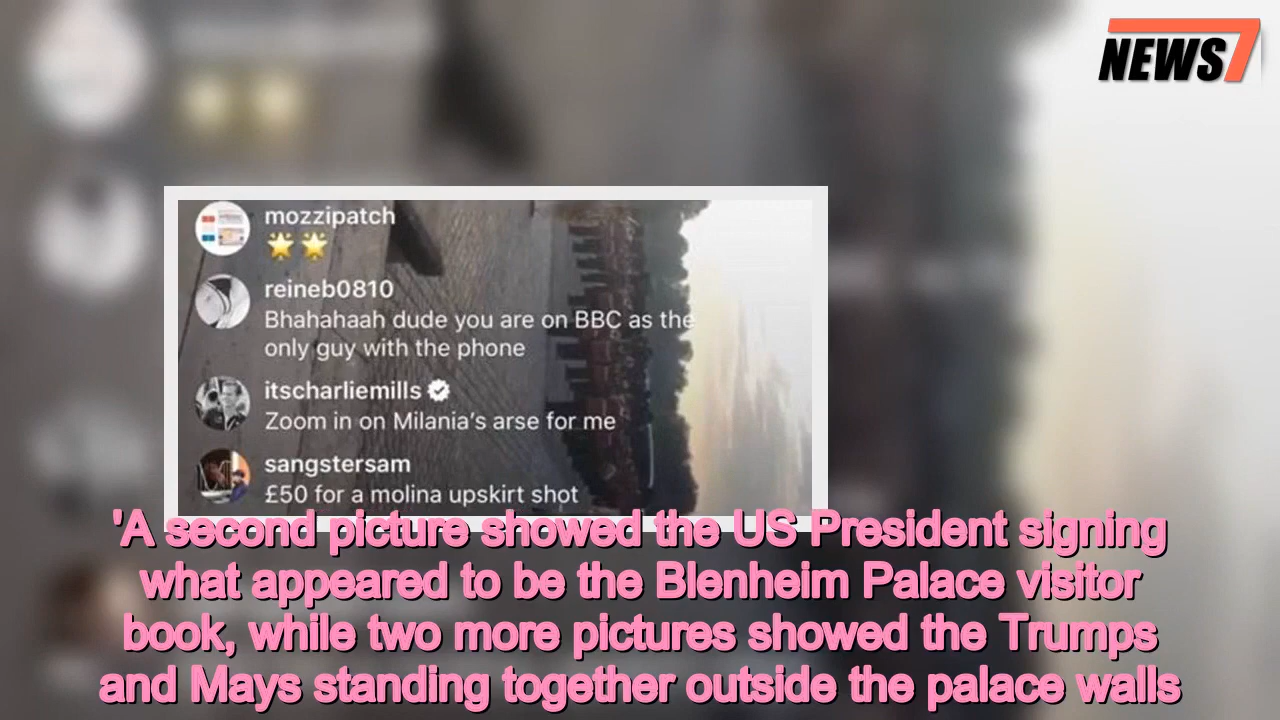 NEWS7
mozzipatch
🌟 🌟
reineb0810
Bhahahaah dude you are on BBC as the
only guy with the phone
itscharliemills
Zoom in on Milania's arse for me
sangstersam
£50 for a molina upskirt shot
'A second picture showed the US President signing
what appeared to be the Blenheim Palace visitor
book, while two more pictures showed the Trumps
and Mays standing together outside the palace walls